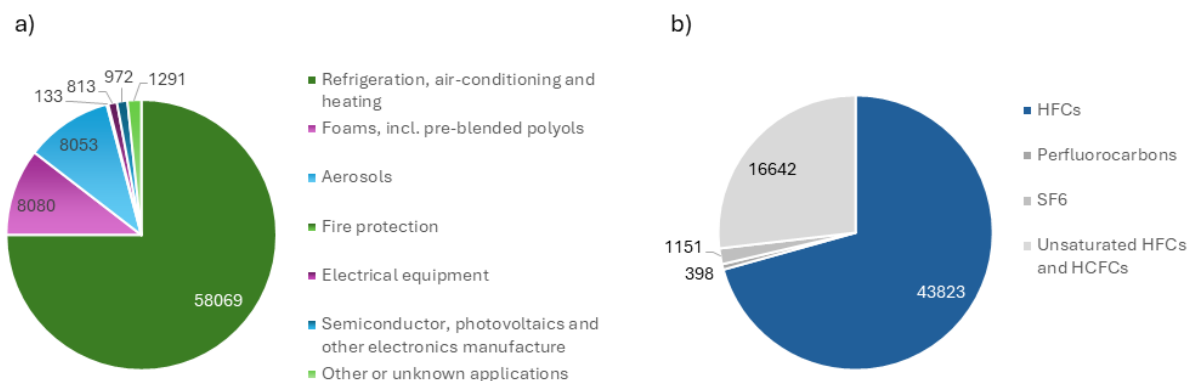 a)
972
1291
813
133
8053
8080
58069
Refrigeration, air-conditioning and
heating
Foams, incl. pre-blended polyols
Aerosols
Fire protection
Electrical equipment
Semiconductor, photovoltaics and
other electronics manufacture
Other or unknown applications
b)
16642
1151
398
43823
HFCs
Perfluorocarbons
SF6
Unsaturated HFCs
and HCFCs